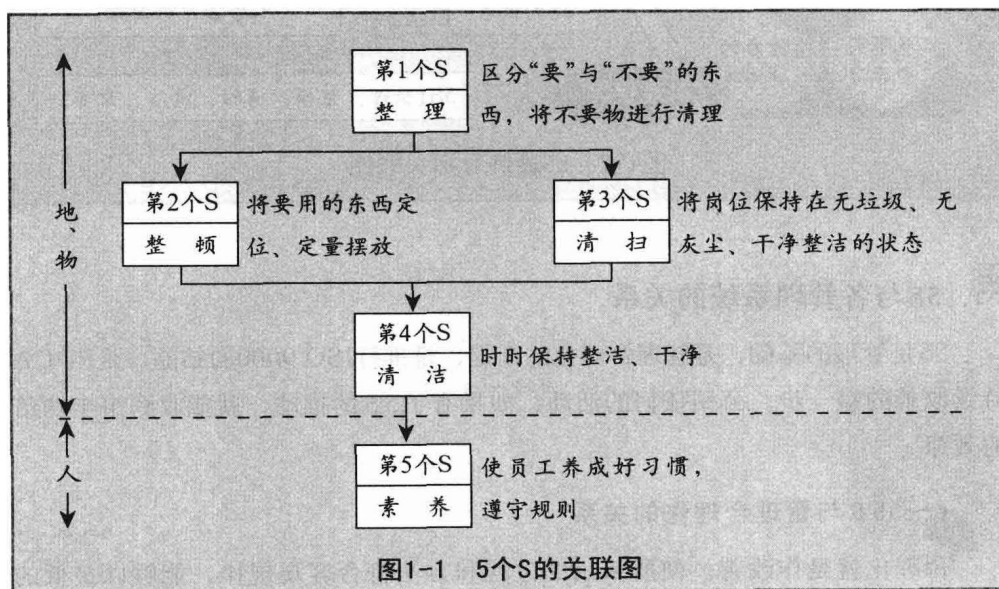 第1个S
整 理
区分“要”与“不要”的东
西，将不要物进行清理
第2个S
整 顿
将要用的东西定
位、定量摆放
第3个S
清 扫
将岗位保持在无垃圾、无
灰尘、干净整洁的状态
地、物
第4个S
清 洁
时时保持整洁、干净
人
第5个S
素 养
使员工养成好习惯，
遵守规则
图1-1 5个S的关联图